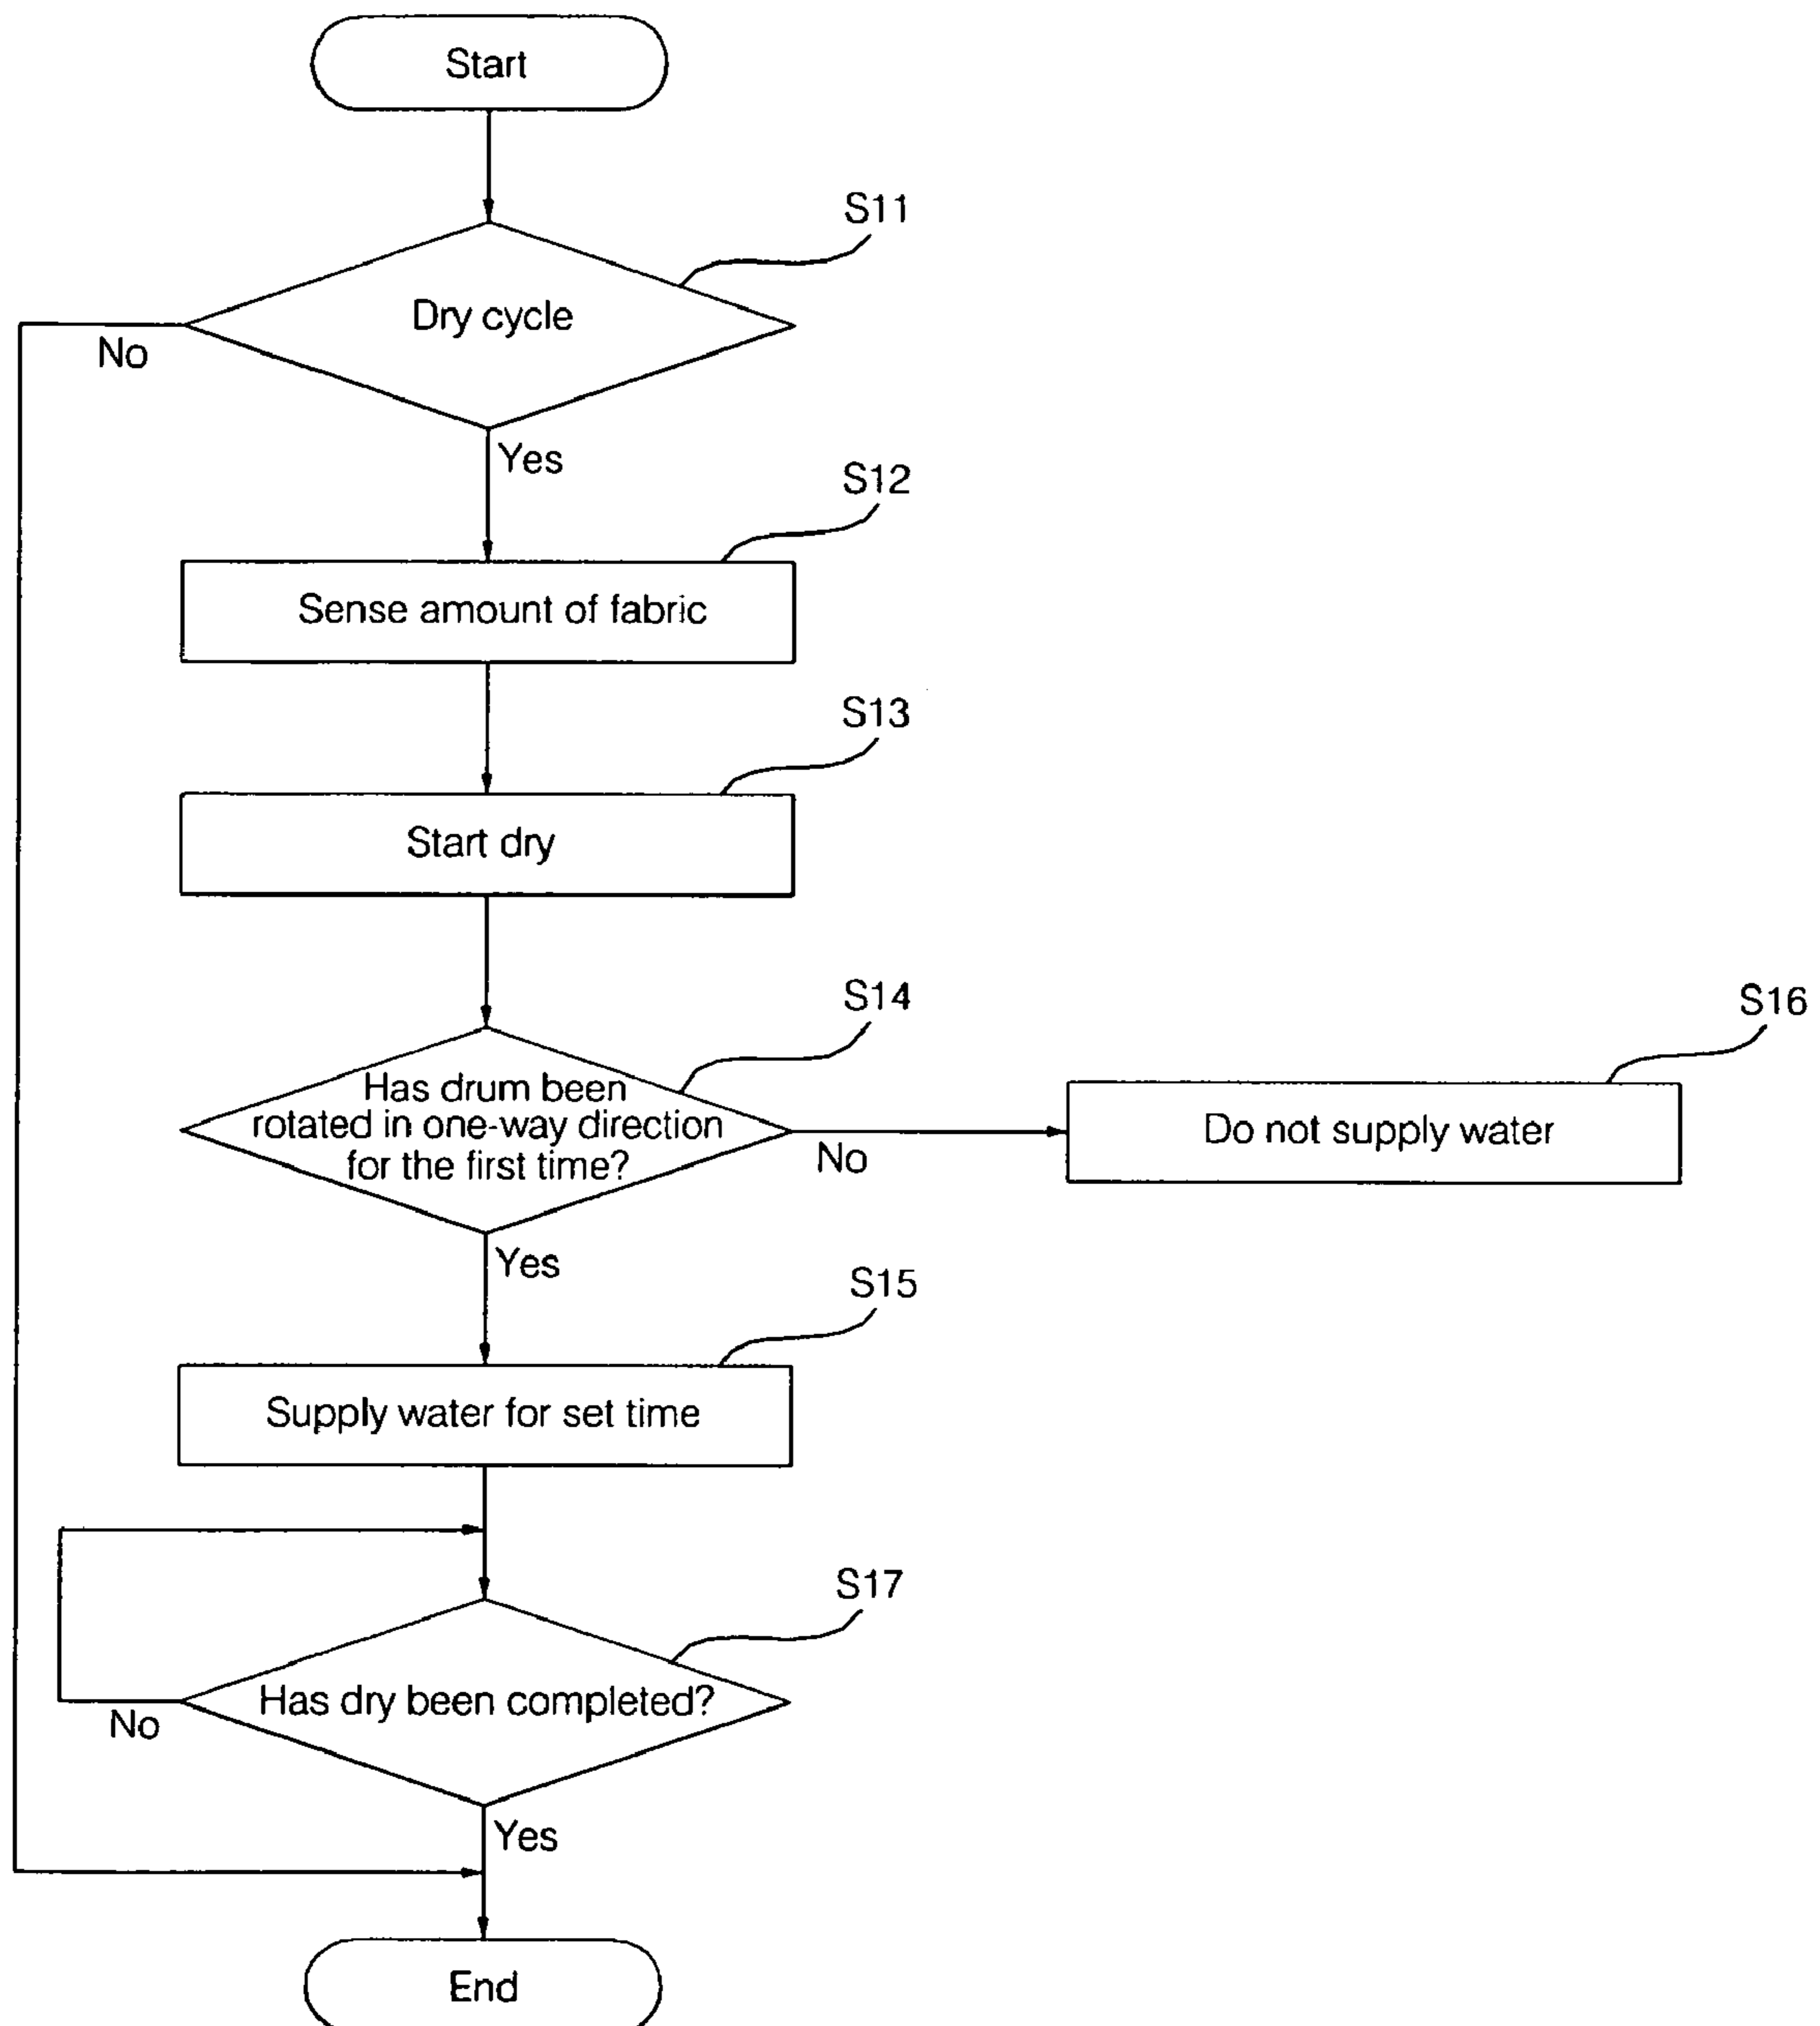 Start
S11
Dry cycle
No
Yes
S12
Sense amount of fabric
S13
Start dry
S14
S16
Has drum been
rotated in one-way direction
for the first time?
No
Do not supply water
Yes
S15
Supply water for set time
S17
Has dry been completed?
No
Yes
End